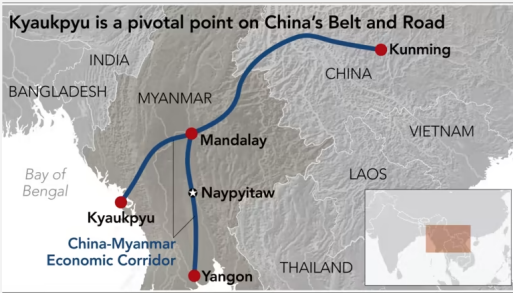 Kyaukpyu is a pivotal point on China's Belt and Road
Kunming
INDIA
CHINA
BANGLADESH
MYANMAR
VIETNAM
Mandalay
Bay of
Bengal
LAOS
Naypyitaw
Kyaukpyu
China-Myanmar
Economic Corridor
THAILAND
Yangon